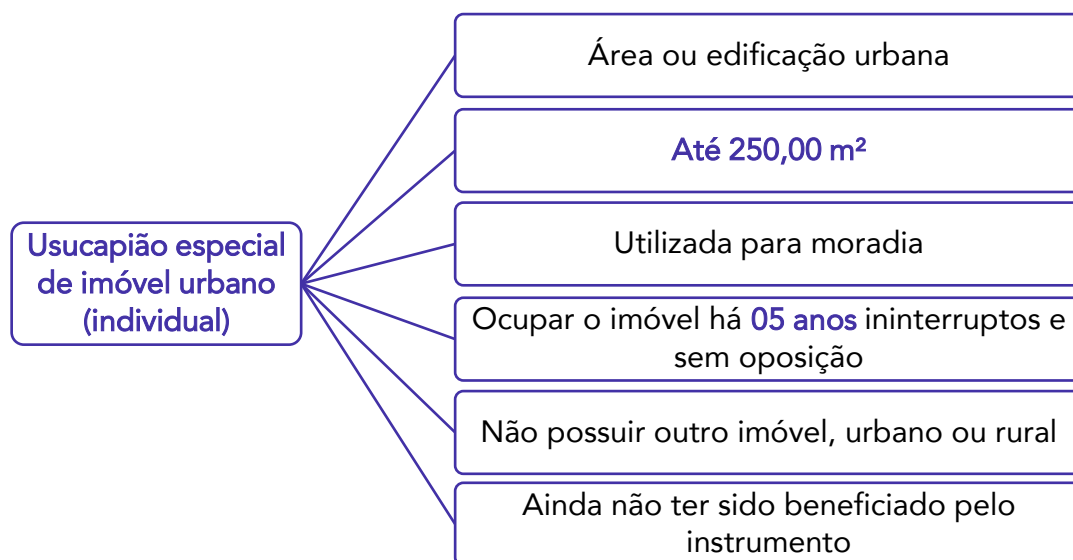 Usucapião especial
de imóvel urbano
(individual)
Área ou edificação urbana
Até 250,00 m²
Utilizada para moradia
Ocupar o imóvel há 05 anos ininterruptos e
sem oposição
Não possuir outro imóvel, urbano ou rural
Ainda não ter sido beneficiado pelo
instrumento